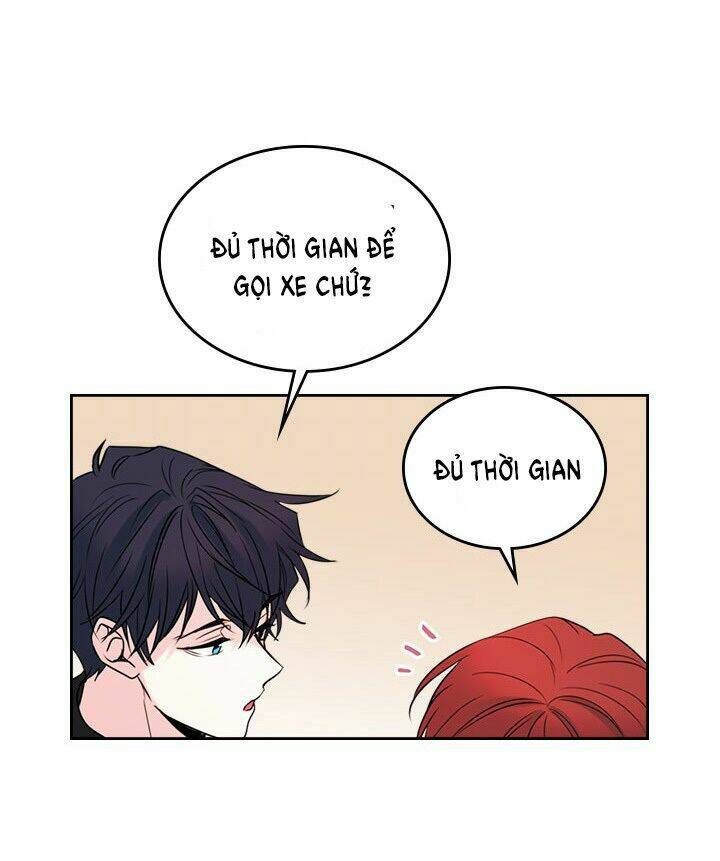 ĐỦ THỜI GIAN ĐỂ
GỌI XE CHỨ?
ĐỦ THỜI GIAN